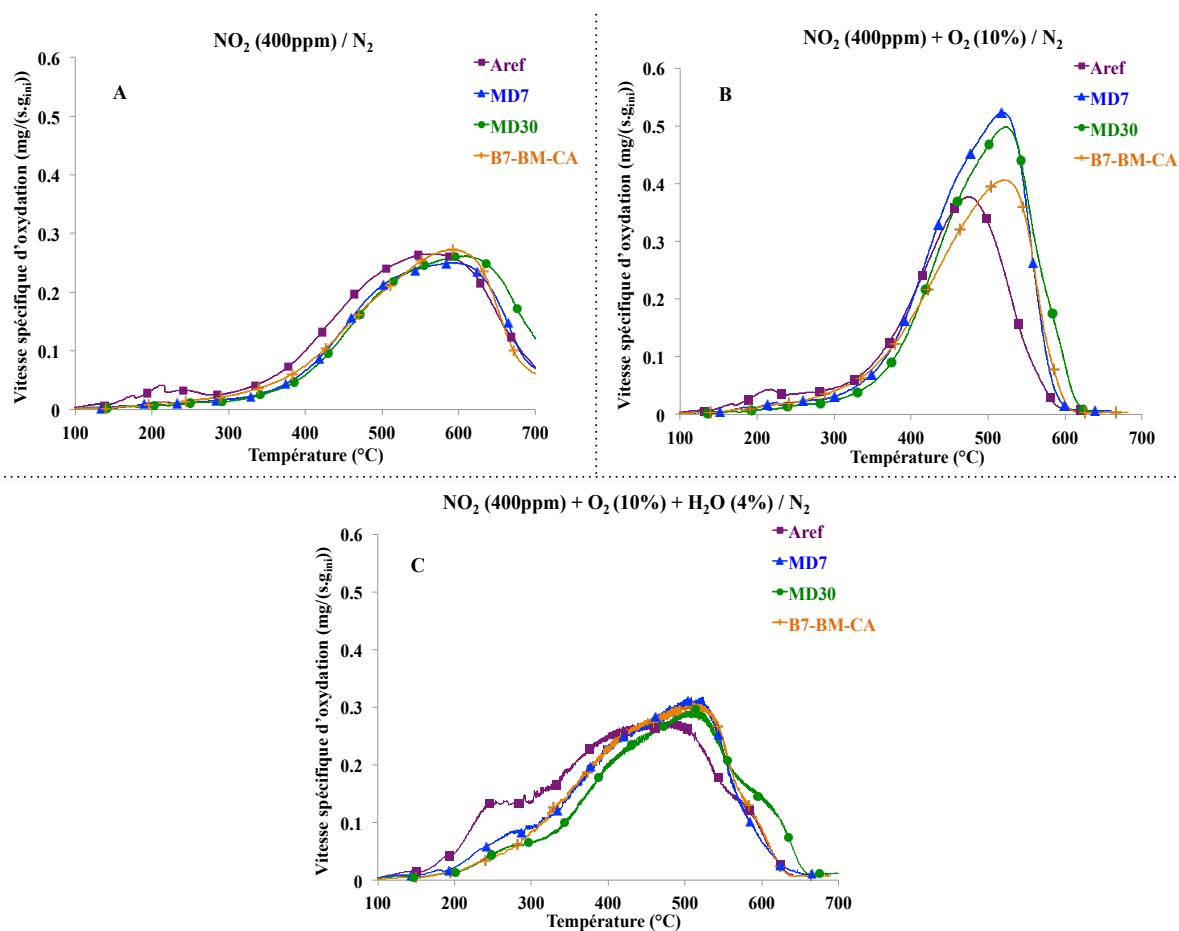 NO₂ (400ppm) / N₂
Vitesse spécifique d'oxydation (mg/(s.gᵢₙᵢ))
0.6
0.5
0.4
0.3
0.2
0.1
0
A
Aref
MD7
MD30
B7-BM-CA
100 200 300 400 500 600 700
Température (°C)
NO₂ (400ppm) + O₂ (10%) / N₂
Vitesse spécifique d'oxydation (mg/(s.gᵢₙᵢ))
0.6
0.5
0.4
0.3
0.2
0.1
0
B
Aref
MD7
MD30
B7-BM-CA
100 200 300 400 500 600 700
Température (°C)
NO₂ (400ppm) + O₂ (10%) + H₂O (4%) / N₂
Vitesse spécifique d'oxydation (mg/(s.gᵢₙᵢ))
0.6
0.5
0.4
0.3
0.2
0.1
0
C
Aref
MD7
MD30
B7-BM-CA
100 200 300 400 500 600 700
Température (°C)